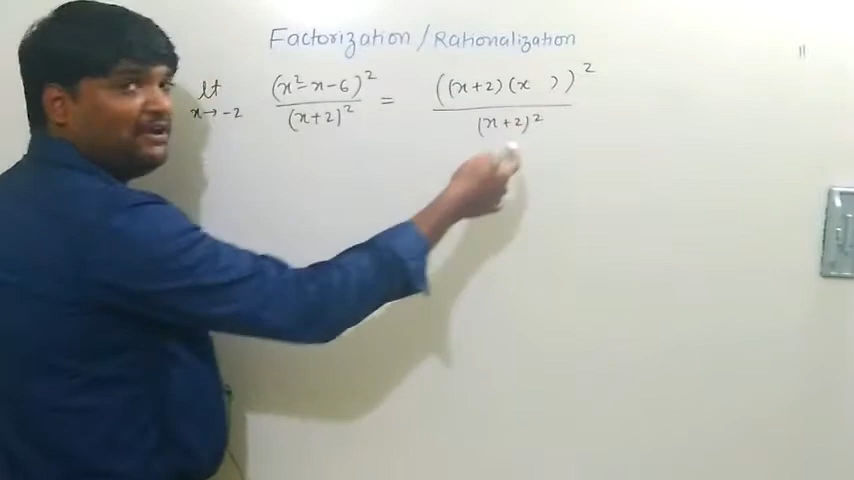 Factorization / Rationalization
lt x→-2 (x²-x-6)² / (x+2)² = ((x+2)(x ))² / (x+2)²